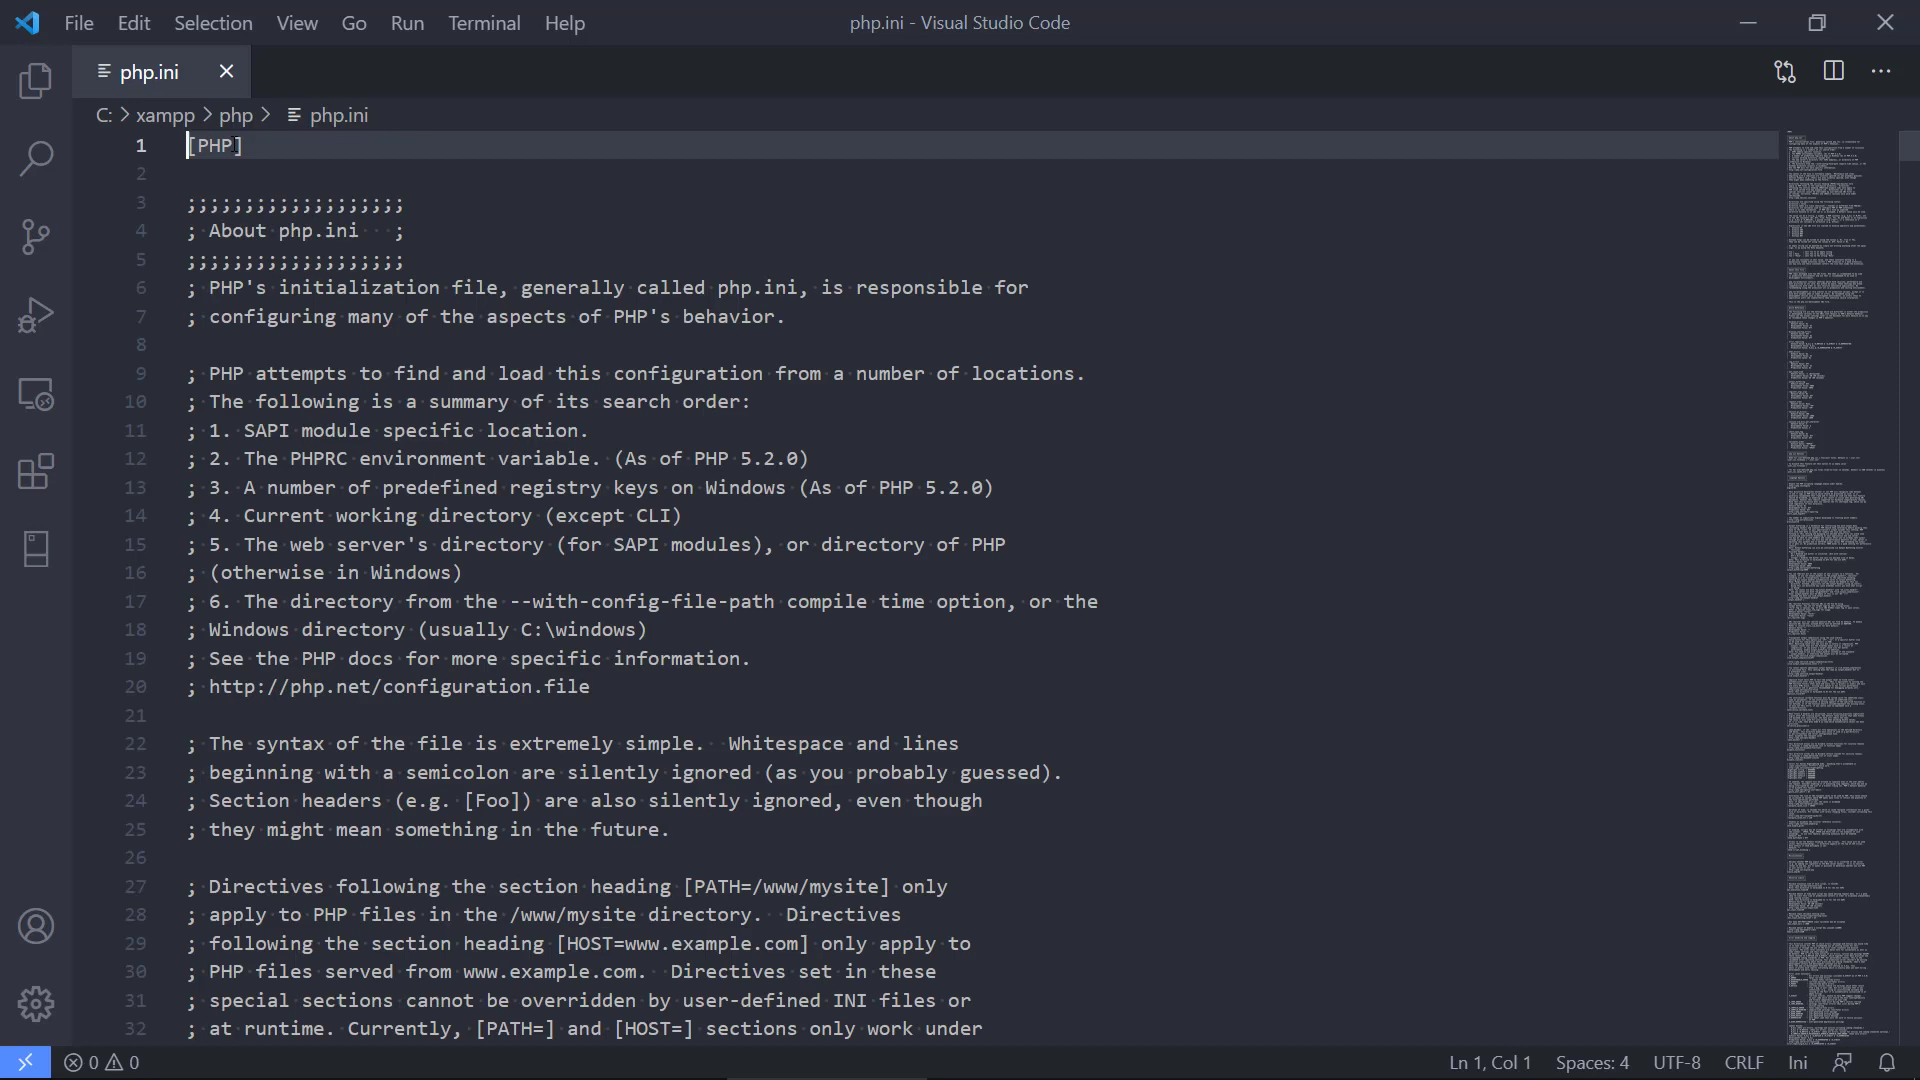 File Edit Selection View Go Run Terminal Help
php.ini - Visual Studio Code
php.ini
C: > xampp > php > php.ini
1 [PHP]
2
3 ;;;;;;;;;;;;;;;;;;;
4 ; About php.ini   ;
5 ;;;;;;;;;;;;;;;;;;;
6 ; PHP's initialization file, generally called php.ini, is responsible for
7 ; configuring many of the aspects of PHP's behavior.
8
9 ; PHP attempts to find and load this configuration from a number of locations.
10 ; The following is a summary of its search order:
11 ; 1. SAPI module specific location.
12 ; 2. The PHPRC environment variable. (As of PHP 5.2.0)
13 ; 3. A number of predefined registry keys on Windows (As of PHP 5.2.0)
14 ; 4. Current working directory (except CLI)
15 ; 5. The web server's directory (for SAPI modules), or directory of PHP
16 ; (otherwise in Windows)
17 ; 6. The directory from the --with-config-file-path compile time option, or the
18 ; Windows directory (usually C:\windows)
19 ; See the PHP docs for more specific information.
20 ; http://php.net/configuration.file
21
22 ; The syntax of the file is extremely simple.  Whitespace and lines
23 ; beginning with a semicolon are silently ignored (as you probably guessed).
24 ; Section headers (e.g. [Foo]) are also silently ignored, even though
25 ; they might mean something in the future.
26
27 ; Directives following the section heading [PATH=/www/mysite] only
28 ; apply to PHP files in the /www/mysite directory.  Directives
29 ; following the section heading [HOST=www.example.com] only apply to
30 ; PHP files served from www.example.com.  Directives set in these
31 ; special sections cannot be overridden by user-defined INI files or
32 ; at runtime. Currently, [PATH=] and [HOST=] sections only work under
0 0
Ln 1, Col 1 Spaces: 4 UTF-8 CRLF Ini